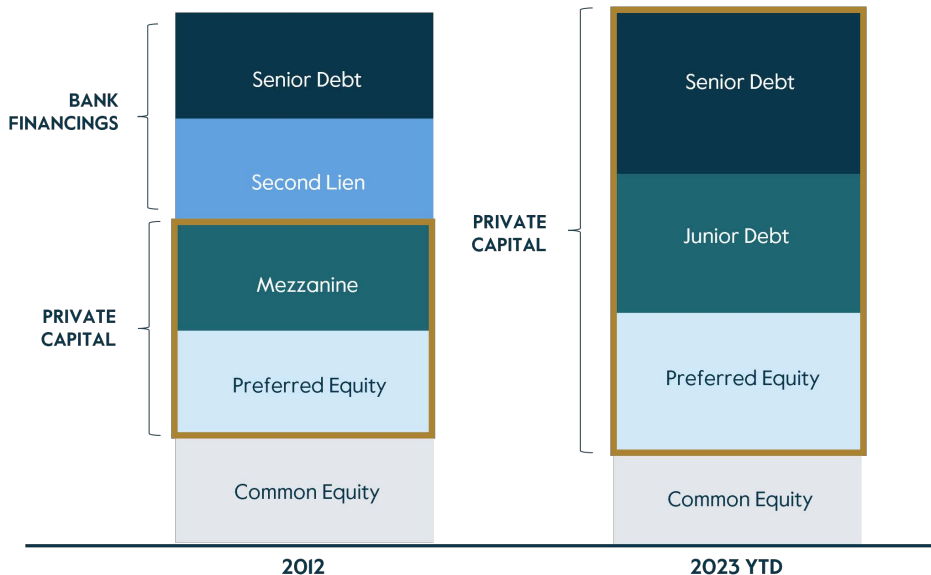 BANK
FINANCINGS
Senior Debt
Second Lien
PRIVATE
CAPITAL
Mezzanine
Preferred Equity
Common Equity
2012
PRIVATE
CAPITAL
Senior Debt
Junior Debt
Preferred Equity
Common Equity
2023 YTD